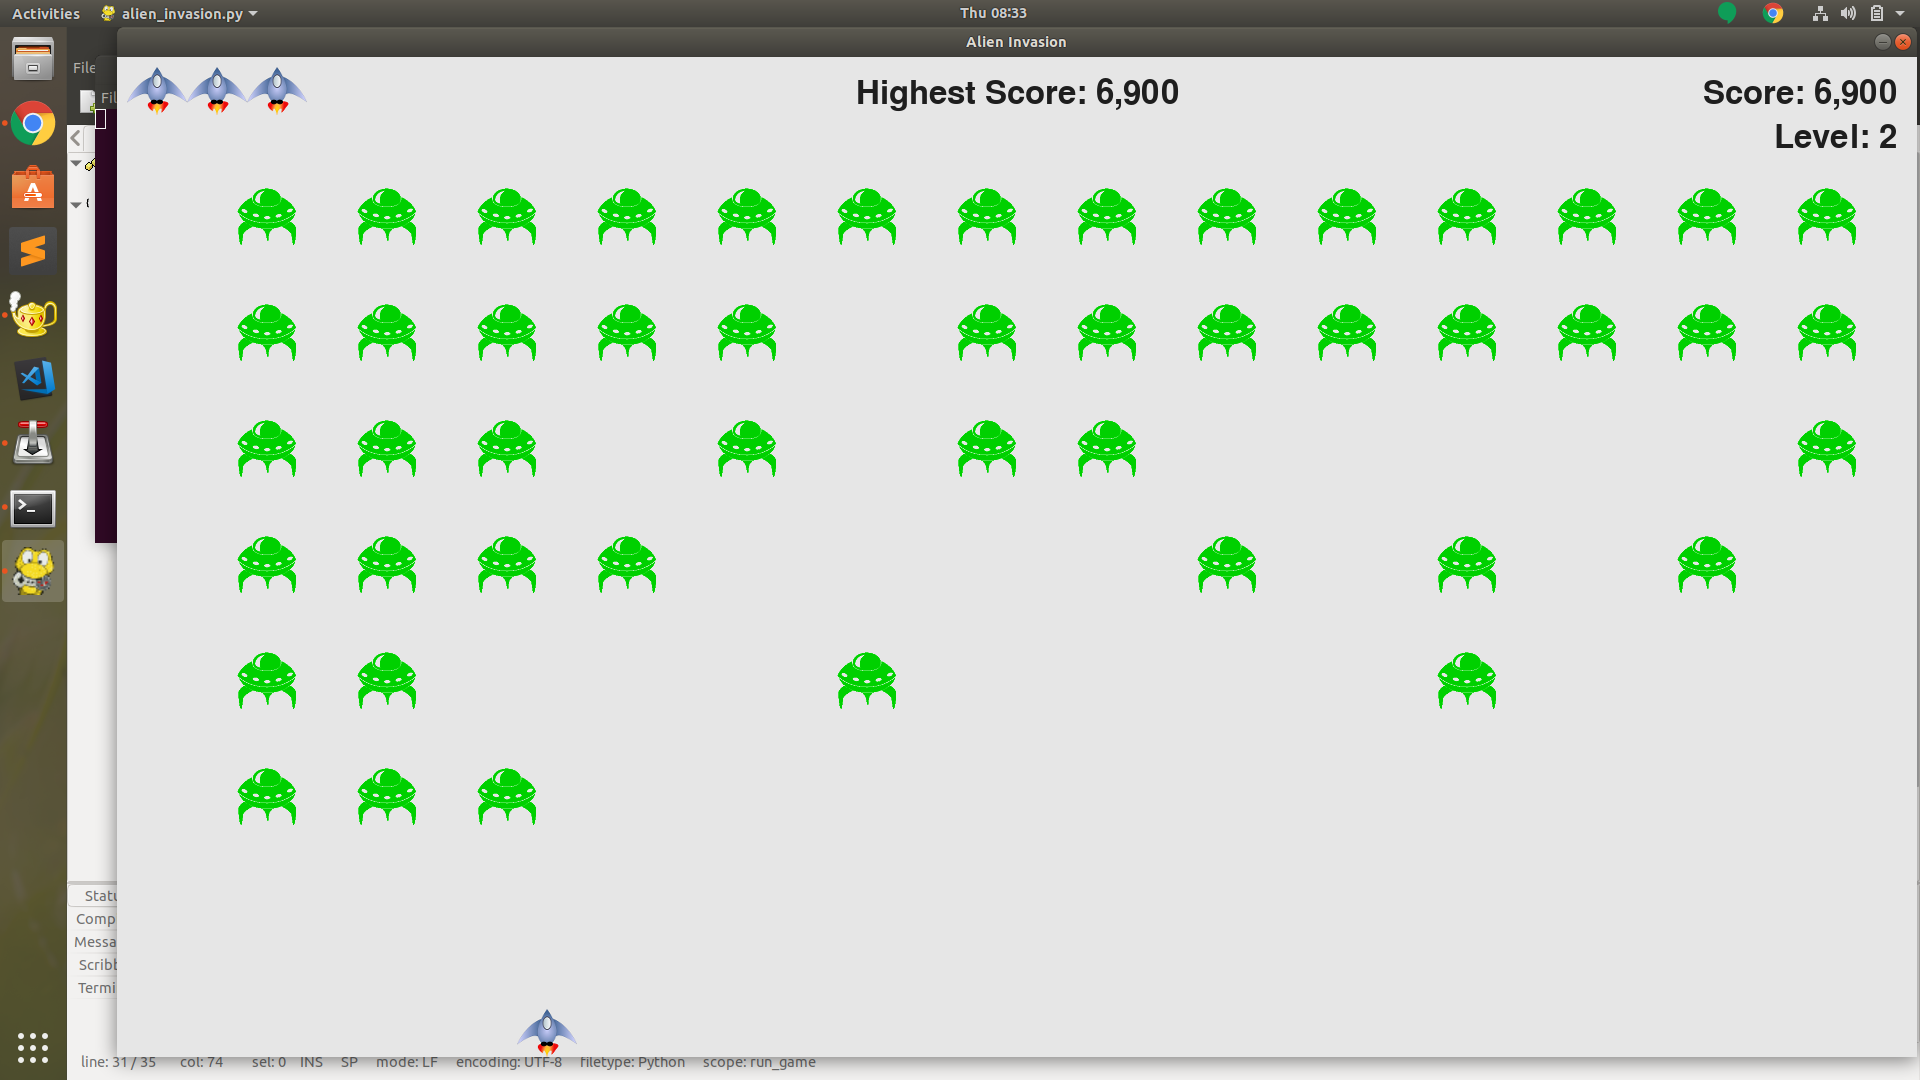 Activities alien_invasion.py Thu 08:33
Alien Invasion
File
Fil
Highest Score: 6,900
Score: 6,900
Level: 2
Statu
Comp
Messa
Scribb
Termi
line: 31 / 35 col: 74 sel: 0 INS SP mode: LF encoding: UTF-8 filetype: Python scope: run_game